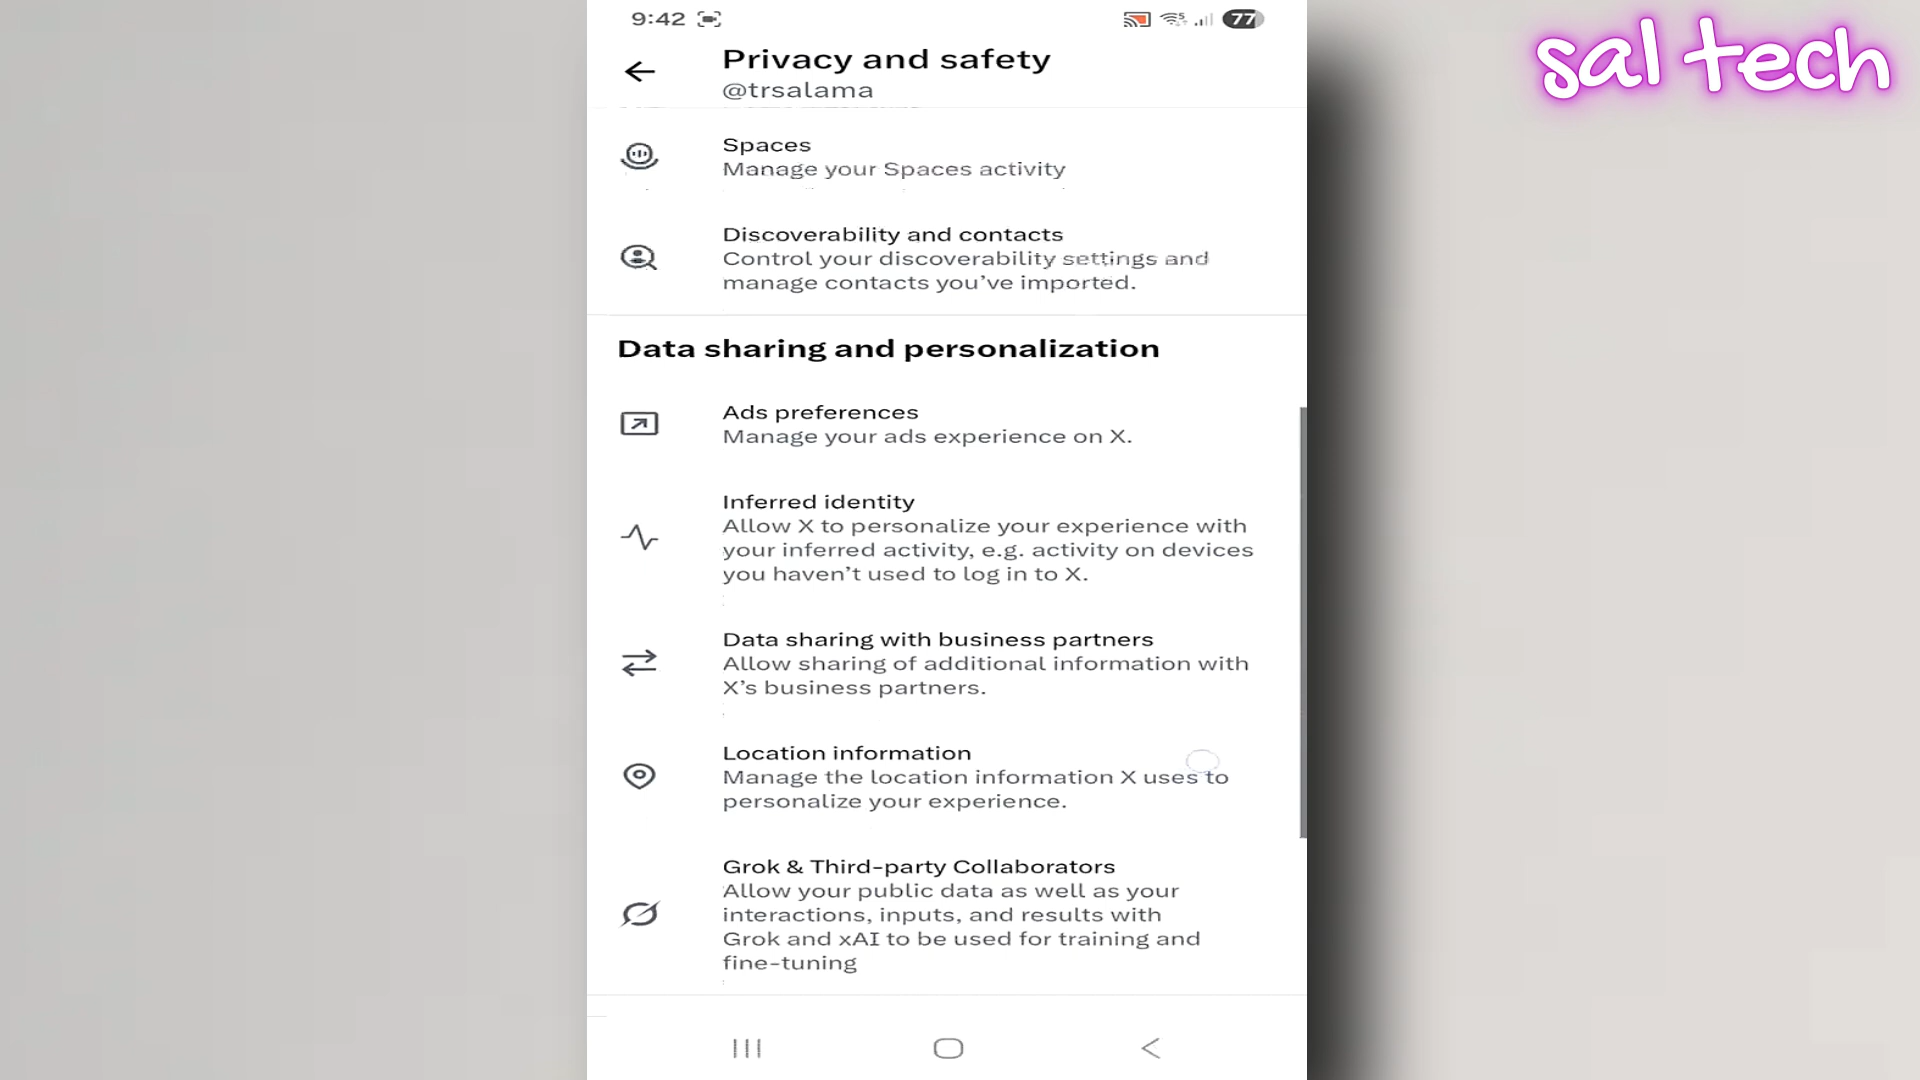 9:42
77
sal tech
Privacy and safety
@trsalama
Spaces
Manage your Spaces activity
Discoverability and contacts
Control your discoverability settings and
manage contacts you’ve imported.
Data sharing and personalization
Ads preferences
Manage your ads experience on X.
Inferred identity
Allow X to personalize your experience with
your inferred activity, e.g. activity on devices
you haven’t used to log in to X.
Data sharing with business partners
Allow sharing of additional information with
X’s business partners.
Location information
Manage the location information X uses to
personalize your experience.
Grok & Third-party Collaborators
Allow your public data as well as your
interactions, inputs, and results with
Grok and xAI to be used for training and
fine-tuning